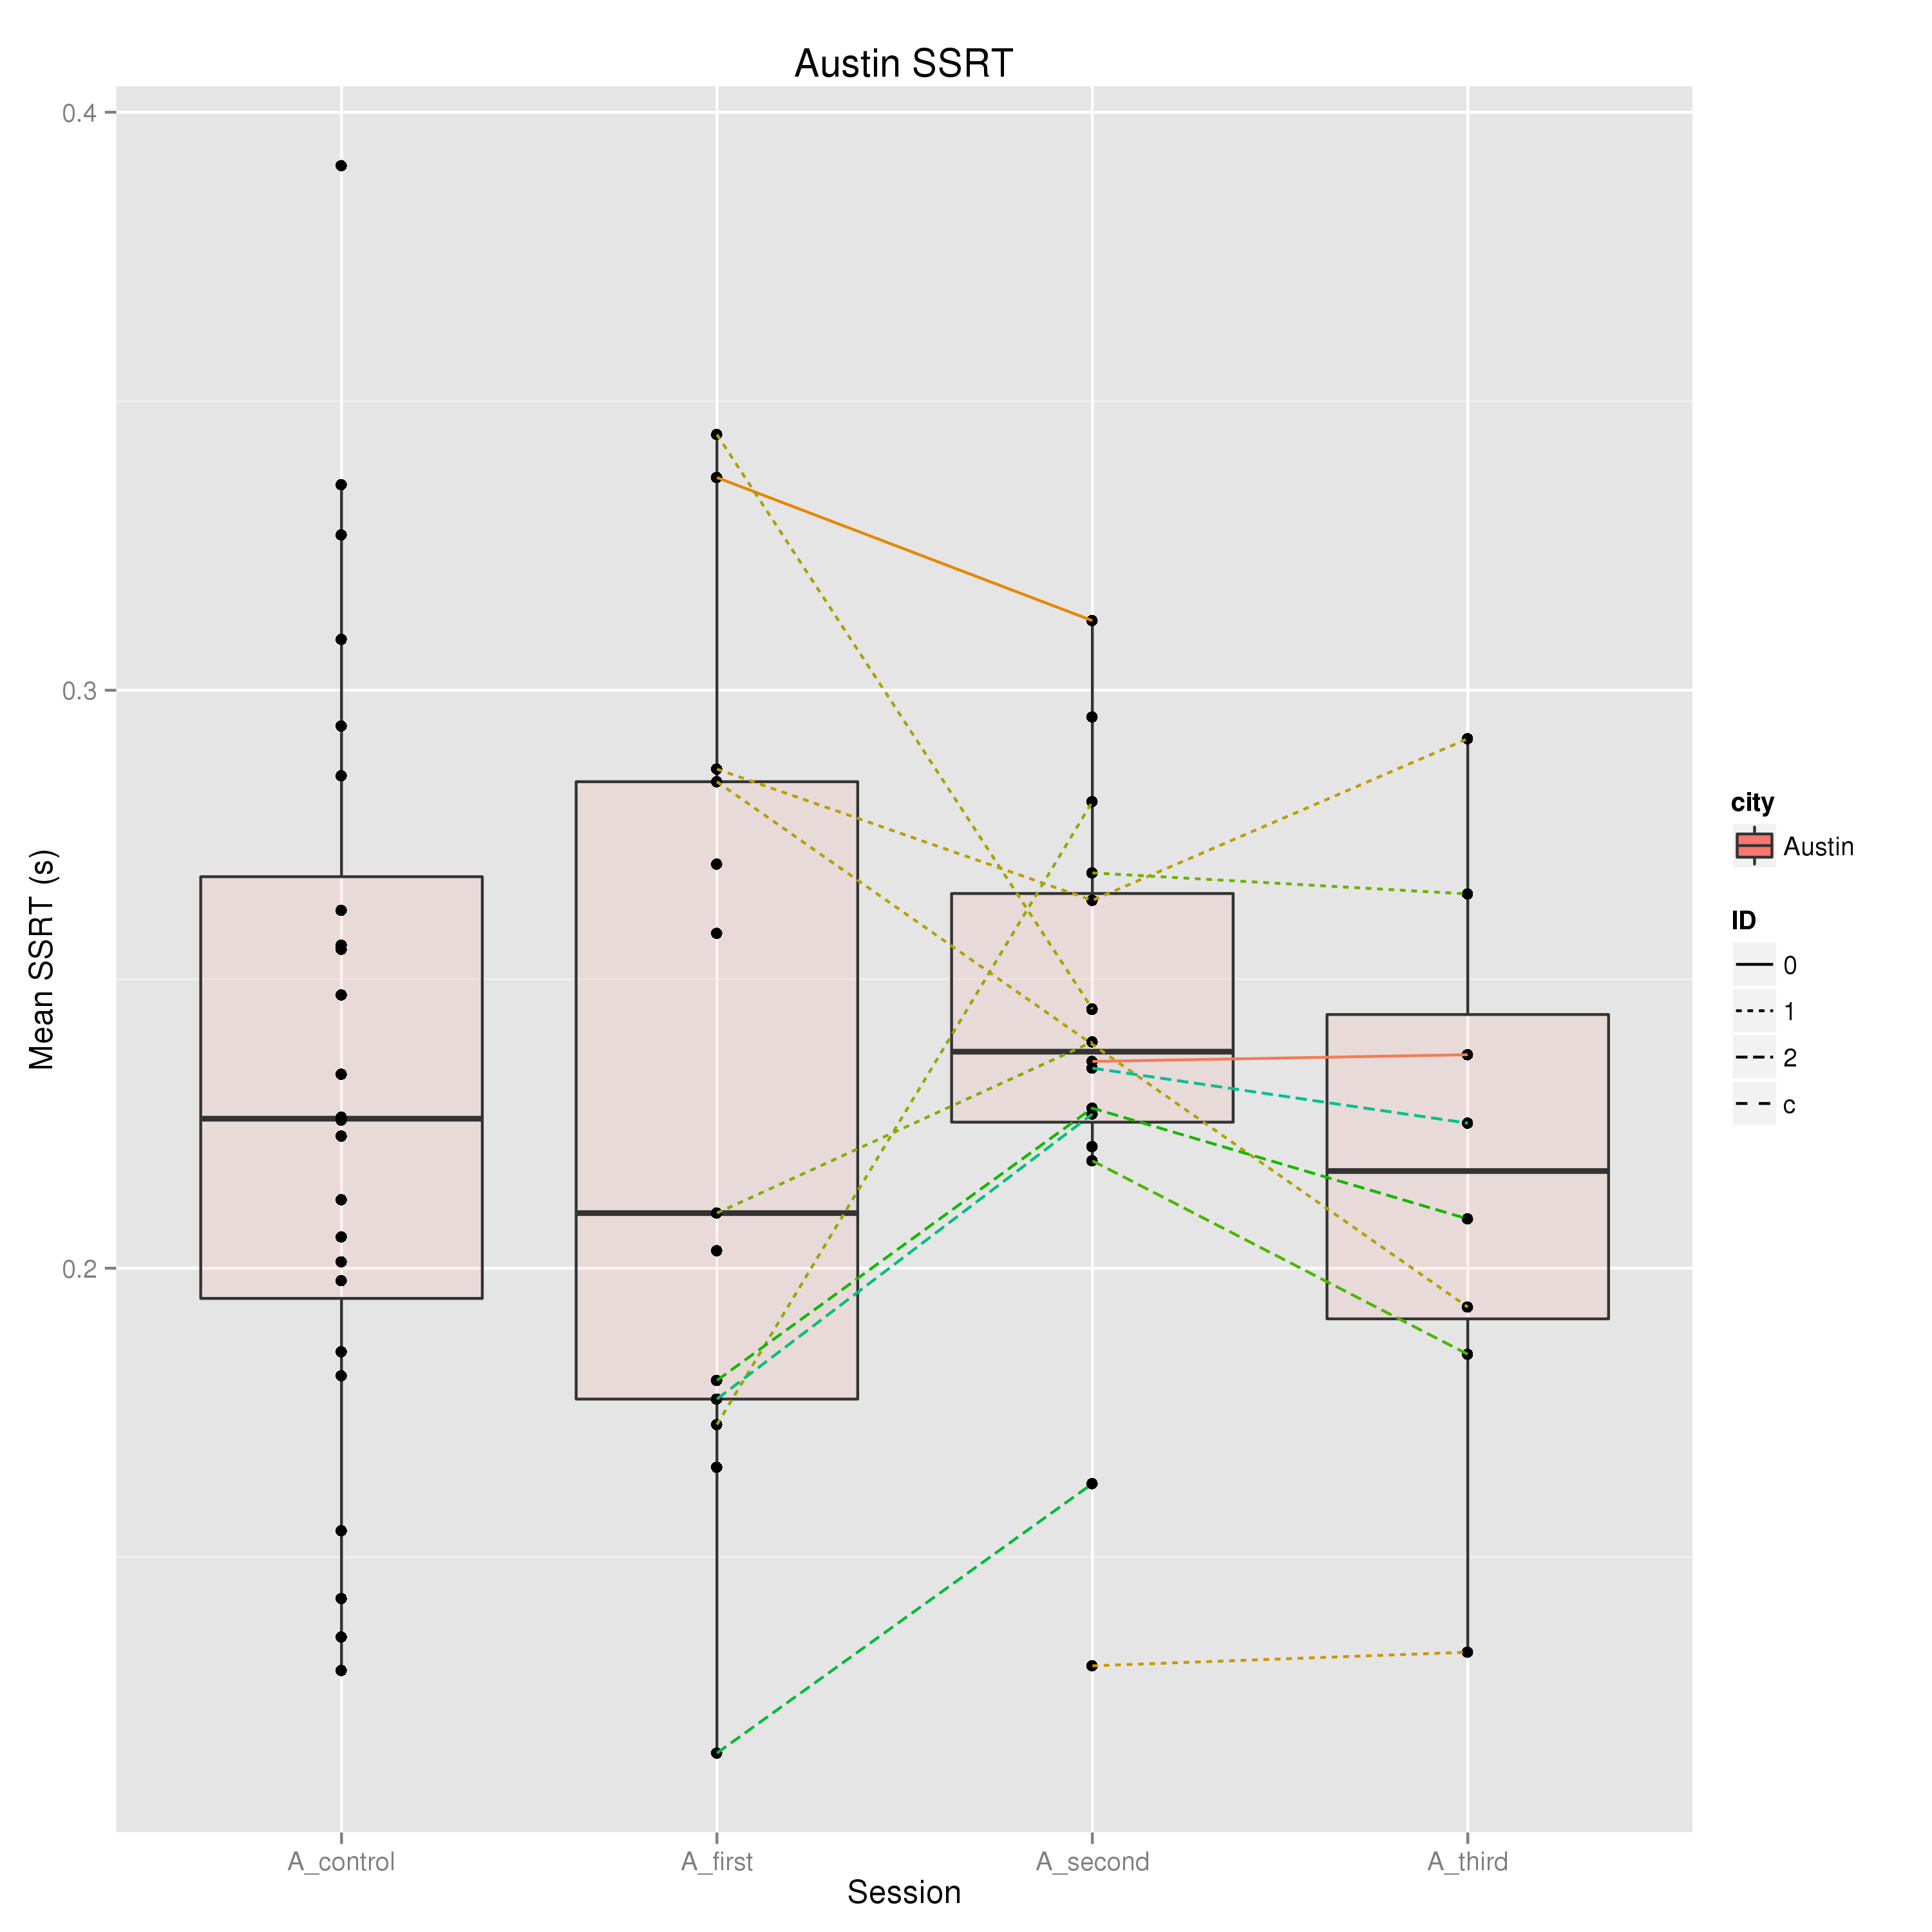 Austin SSRT
0.4
0.3
0.2
Mean SSRT (s)
A_control
A_first
A_second
A_third
Session
city
Austin
ID
0
1
2
c